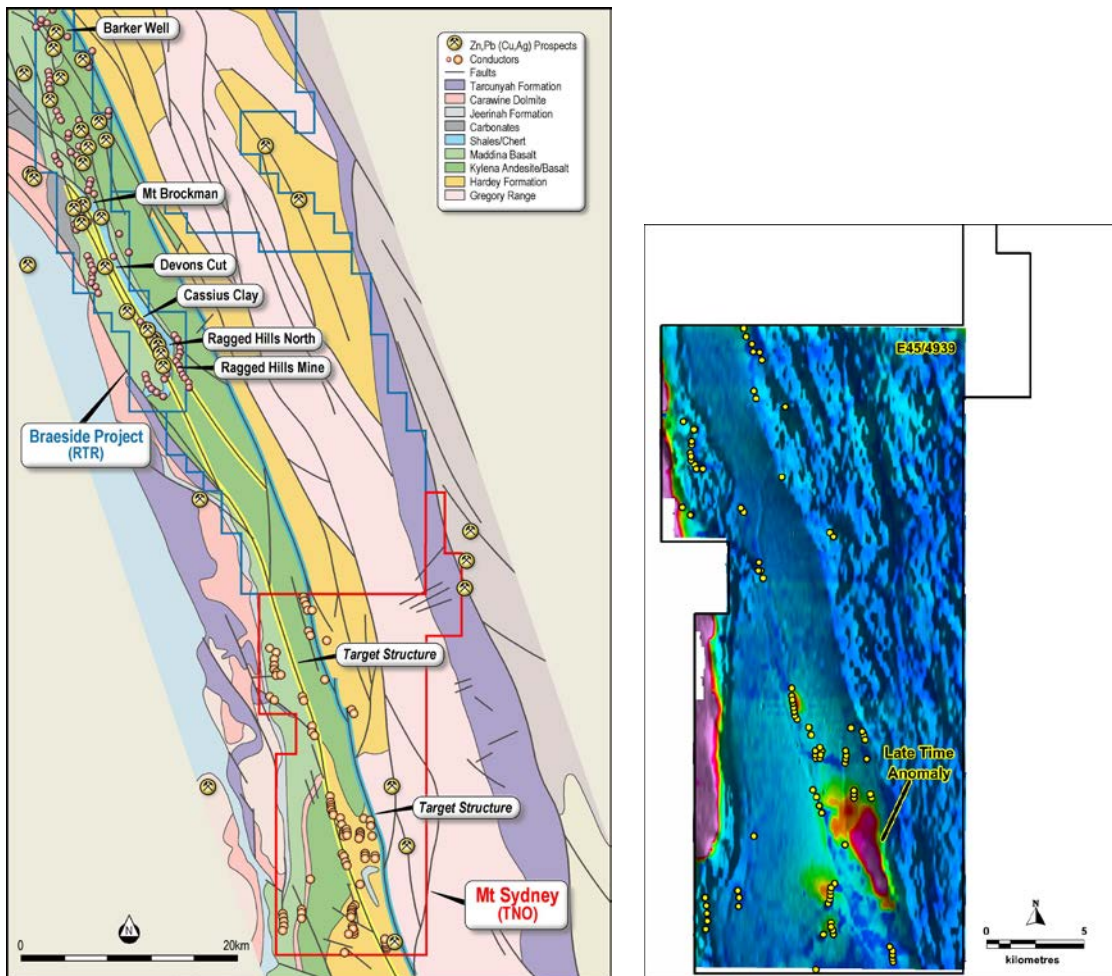 Barker Well
Mt Brockman
Devons Cut
Cassius Clay
Ragged Hills North
Ragged Hills Mine
Braeside Project
(RTR)
Target Structure
Target Structure
Mt Sydney
(TNO)
0
20km
Zn,Pb (Cu,Ag) Prospects
Conductors
Faults
Tarcunyah Formation
Carawine Dolmite
Jeerinah Formation
Carbonates
Shales/Chert
Maddina Basalt
Kylena Andesite/Basalt
Hardey Formation
Gregory Range
E45/4939
Late Time
Anomaly
N
0
5
kilometres